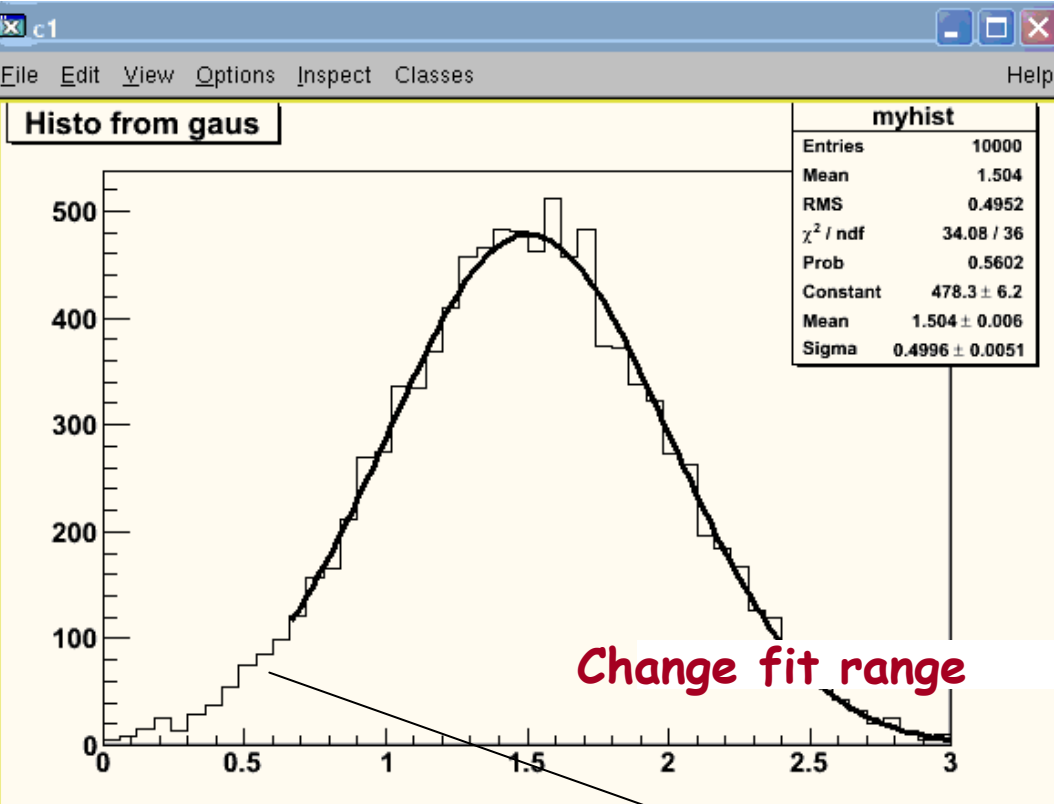 c1
File Edit View Options Inspect Classes Help
Histo from gaus
myhist
Entries 10000
Mean 1.504
RMS 0.4952
χ² / ndf 34.08 / 36
Prob 0.5602
Constant 478.3 ± 6.2
Mean 1.504 ± 0.006
Sigma 0.4996 ± 0.0051
500
400
300
200
100
0
Change fit range
0 0.5 1 1.5 2 2.5 3